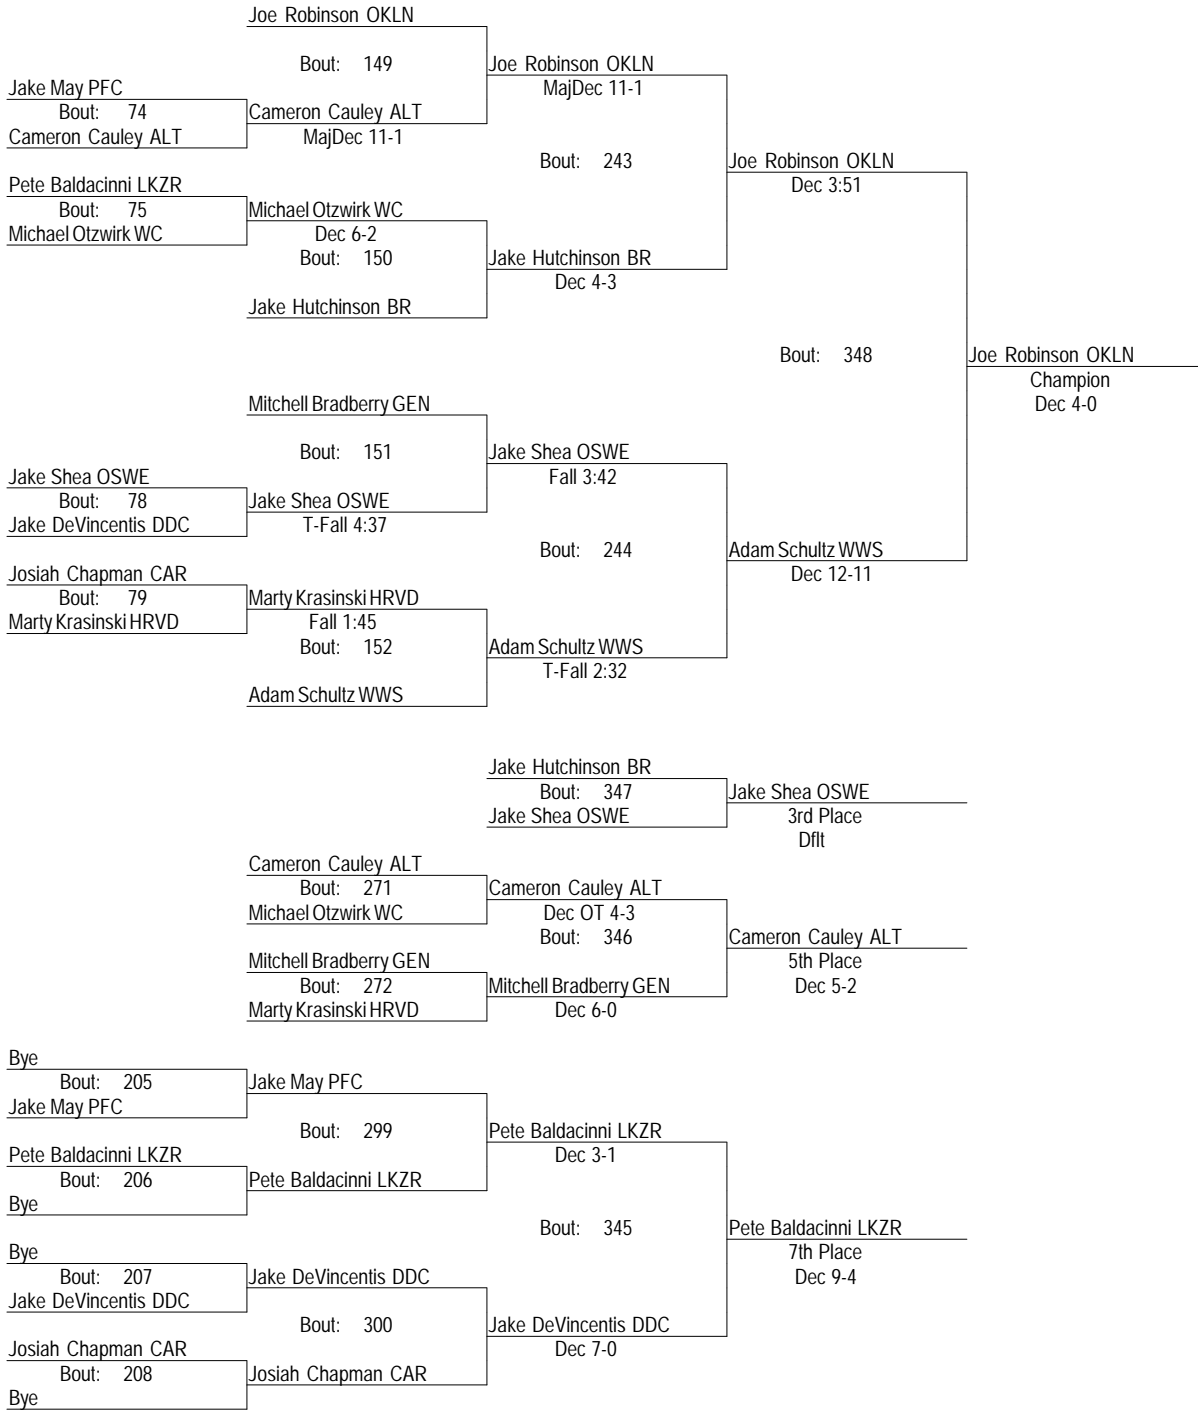 Joe Robinson OKLN
Bout: 149
Joe Robinson OKLN
Jake May PFC
MajDec 11-1
Bout: 74
Cameron Cauley ALT
Cameron Cauley ALT
MajDec 11-1
Bout: 243
Joe Robinson OKLN
Pete Baldacinni LKZR
Dec 3:51
Bout: 75
Michael Otzwirk WC
Michael Otzwirk WC
Dec 6-2
Bout: 150
Jake Hutchinson BR
Dec 4-3
Jake Hutchinson BR
Bout: 348
Joe Robinson OKLN
Champion
Mitchell Bradberry GEN
Dec 4-0
Bout: 151
Jake Shea OSWE
Jake Shea OSWE
Fall 3:42
Bout: 78
Jake Shea OSWE
Jake DeVincentis DDC
T-Fall 4:37
Bout: 244
Adam Schultz WWS
Josiah Chapman CAR
Dec 12-11
Bout: 79
Marty Krasinski HRVD
Marty Krasinski HRVD
Fall 1:45
Bout: 152
Adam Schultz WWS
T-Fall 2:32
Adam Schultz WWS
Jake Hutchinson BR
Bout: 347
Jake Shea OSWE
Jake Shea OSWE
3rd Place
Dflt
Cameron Cauley ALT
Bout: 271
Cameron Cauley ALT
Michael Otzwirk WC
Dec OT 4-3
Bout: 346
Cameron Cauley ALT
Mitchell Bradberry GEN
5th Place
Bout: 272
Mitchell Bradberry GEN
Dec 5-2
Marty Krasinski HRVD
Dec 6-0
Bye
Bout: 205
Jake May PFC
Jake May PFC
Bout: 299
Pete Baldacinni LKZR
Pete Baldacinni LKZR
Dec 3-1
Bout: 206
Pete Baldacinni LKZR
Bye
Bout: 345
Pete Baldacinni LKZR
Bye
7th Place
Bout: 207
Jake DeVincentis DDC
Dec 9-4
Jake DeVincentis DDC
Bout: 300
Jake DeVincentis DDC
Josiah Chapman CAR
Dec 7-0
Bout: 208
Josiah Chapman CAR
Bye